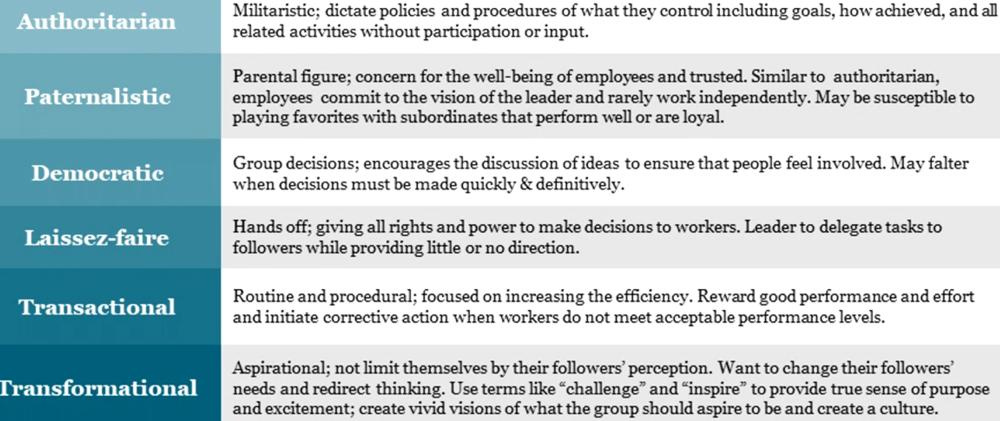 Authoritarian
Militaristic; dictate policies and procedures of what they control including goals, how achieved, and all
related activities without participation or input.
Paternalistic
Parental figure; concern for the well-being of employees and trusted. Similar to authoritarian,
employees commit to the vision of the leader and rarely work independently. May be susceptible to
playing favorites with subordinates that perform well or are loyal.
Democratic
Group decisions; encourages the discussion of ideas to ensure that people feel involved. May falter
when decisions must be made quickly & definitively.
Laissez-faire
Hands off; giving all rights and power to make decisions to workers. Leader to delegate tasks to
followers while providing little or no direction.
Transactional
Routine and procedural; focused on increasing the efficiency. Reward good performance and effort
and initiate corrective action when workers do not meet acceptable performance levels.
Transformational
Aspirational; not limit themselves by their followers’ perception. Want to change their followers’
needs and redirect thinking. Use terms like “challenge” and “inspire” to provide true sense of purpose
and excitement; create vivid visions of what the group should aspire to be and create a culture.